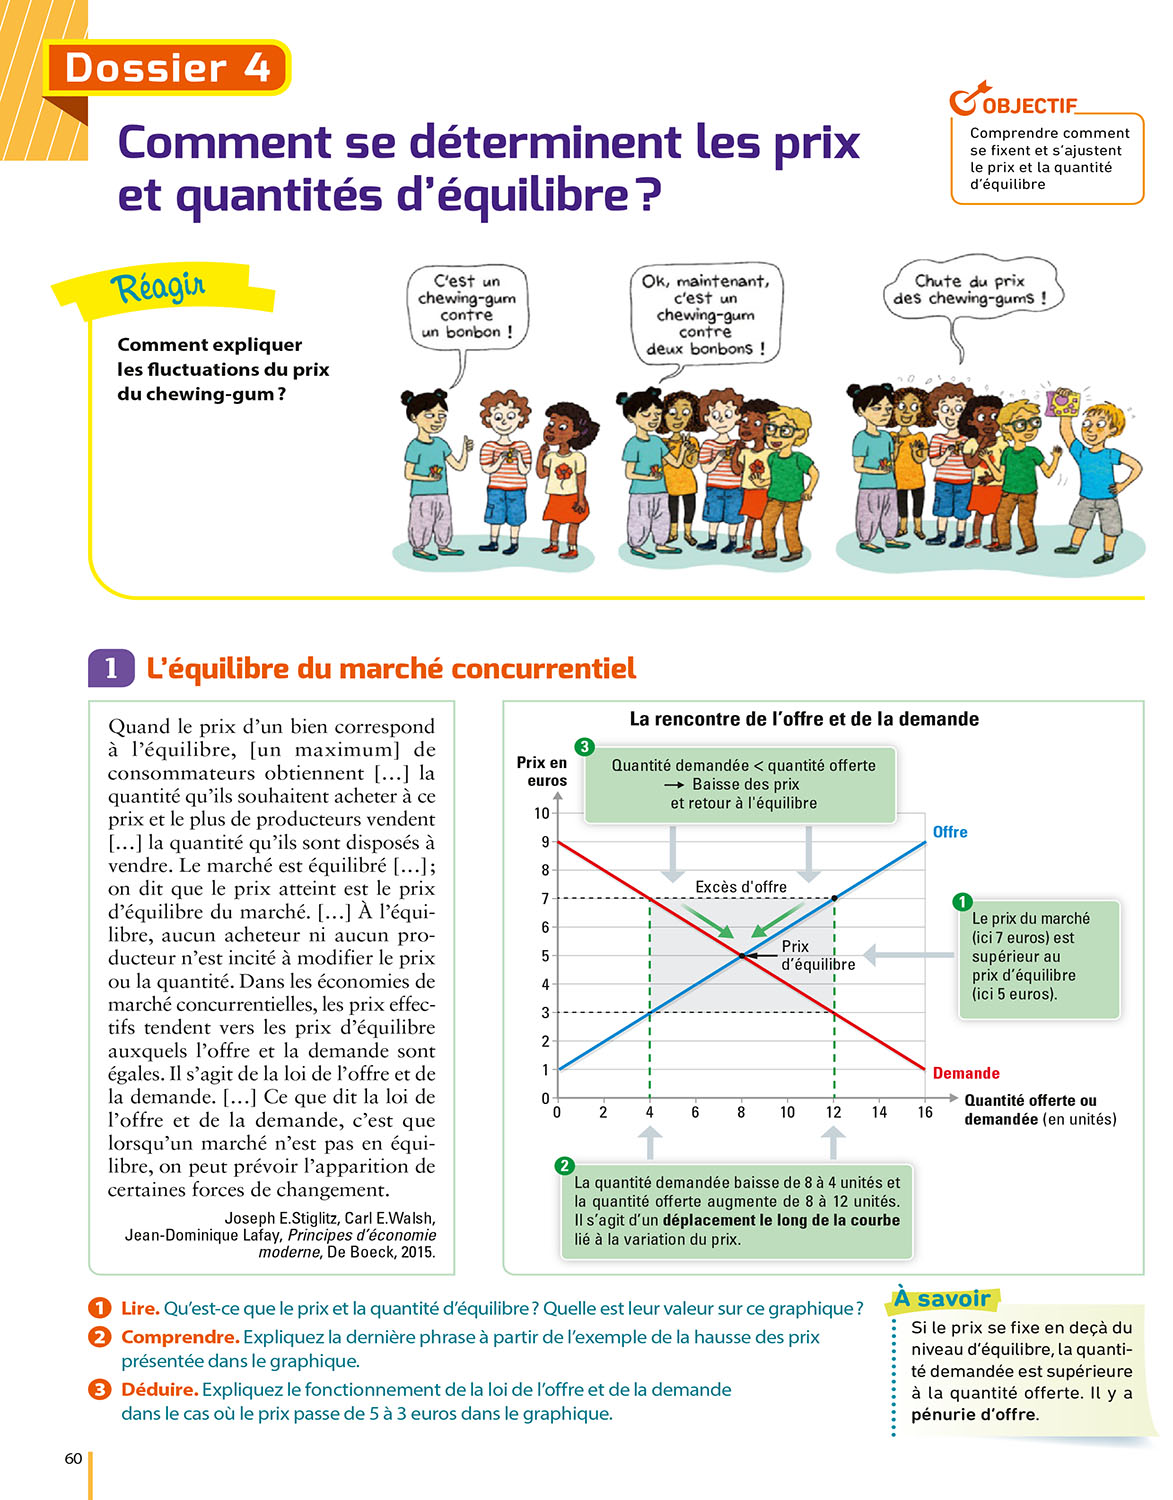 Dossier 4
Comment se déterminent les prix
et quantités d'équilibre ?
OBJECTIF
Comprendre comment
se fixent et s'ajustent
le prix et la quantité
d'équilibre
Réagir
Comment expliquer
les fluctuations du prix
du chewing-gum ?
C'est un
chewing-gum
contre
un bonbon !
Ok, maintenant,
c'est un
chewing-gum
contre
deux bonbons !
Chute du prix
des chewing-gums !
1 L'équilibre du marché concurrentiel
Quand le prix d'un bien correspond
à l'équilibre, [un maximum] de
consommateurs obtiennent [...] la
quantité qu'ils souhaitent acheter à ce
prix et le plus de producteurs vendent
[...] la quantité qu'ils sont disposés à
vendre. Le marché est équilibré [...] ;
on dit que le prix atteint est le prix
d'équilibre du marché. [...] À l'équi-
libre, aucun acheteur ni aucun pro-
ducteur n'est incité à modifier le prix
ou la quantité. Dans les économies de
marché concurrentielles, les prix effec-
tifs tendent vers les prix d'équilibre
auxquels l'offre et la demande sont
égales. Il s'agit de la loi de l'offre et de
la demande. [...] Ce que dit la loi de
l'offre et de la demande, c'est que
lorsqu'un marché n'est pas en équi-
libre, on peut prévoir l'apparition de
certaines forces de changement.
Joseph E.Stiglitz, Carl E.Walsh,
Jean-Dominique Lafay, Principes d'économie
moderne, De Boeck, 2015.
La rencontre de l'offre et de la demande
3
Quantité demandée < quantité offerte
→ Baisse des prix
et retour à l'équilibre
Prix en
euros
10
9
8
7
6
5
4
3
2
1
0
Offre
Excès d'offre
Prix
d'équilibre
1
Le prix du marché
(ici 7 euros) est
supérieur au
prix d'équilibre
(ici 5 euros).
Demande
0 2 4 6 8 10 12 14 16
Quantité offerte ou
demandée (en unités)
2
La quantité demandée baisse de 8 à 4 unités et
la quantité offerte augmente de 8 à 12 unités.
Il s'agit d'un déplacement le long de la courbe
lié à la variation du prix.
1 Lire. Qu'est-ce que le prix et la quantité d'équilibre ? Quelle est leur valeur sur ce graphique ?
2 Comprendre. Expliquez la dernière phrase à partir de l'exemple de la hausse des prix
présentée dans le graphique.
3 Déduire. Expliquez le fonctionnement de la loi de l'offre et de la demande
dans le cas où le prix passe de 5 à 3 euros dans le graphique.
À savoir
Si le prix se fixe en deçà du
niveau d'équilibre, la quanti-
té demandée est supérieure
à la quantité offerte. Il y a
pénurie d'offre.
60